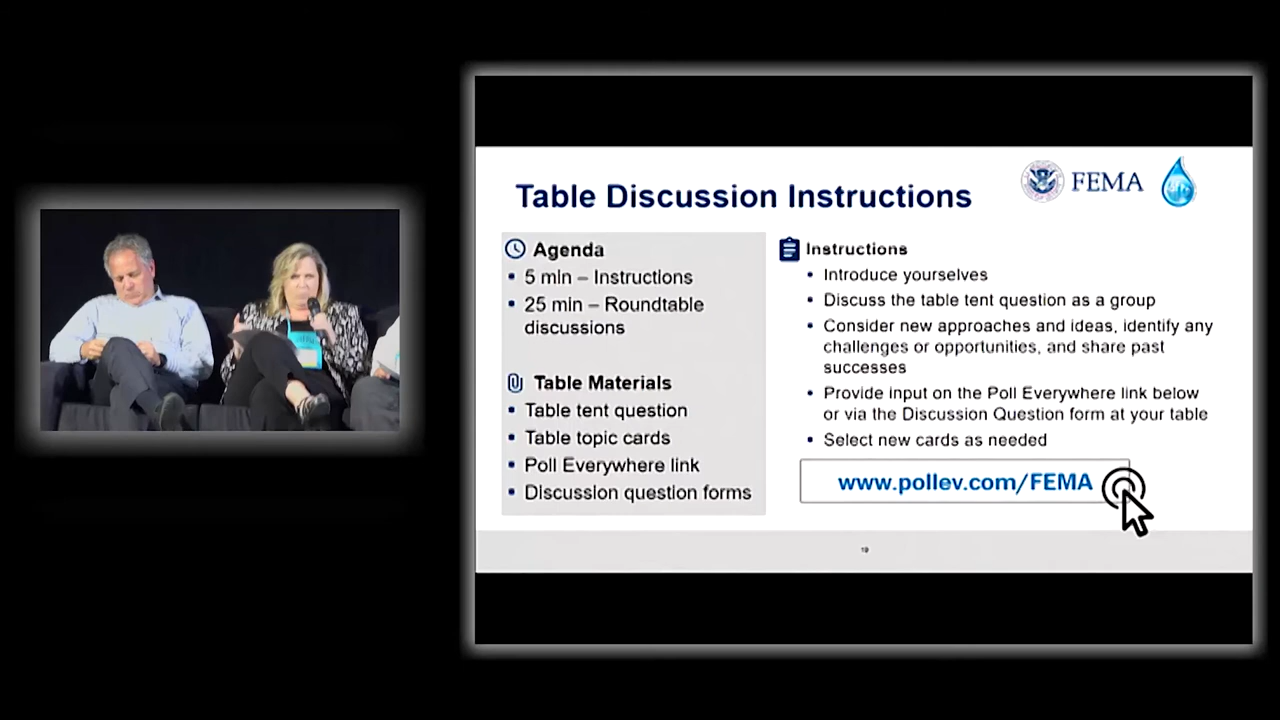 Table Discussion Instructions
FEMA
Agenda
5 min – Instructions
25 min – Roundtable
discussions
Table Materials
Table tent question
Table topic cards
Poll Everywhere link
Discussion question forms
Instructions
Introduce yourselves
Discuss the table tent question as a group
Consider new approaches and ideas, identify any
challenges or opportunities, and share past
successes
Provide input on the Poll Everywhere link below
or via the Discussion Question form at your table
Select new cards as needed
www.pollev.com/FEMA
19